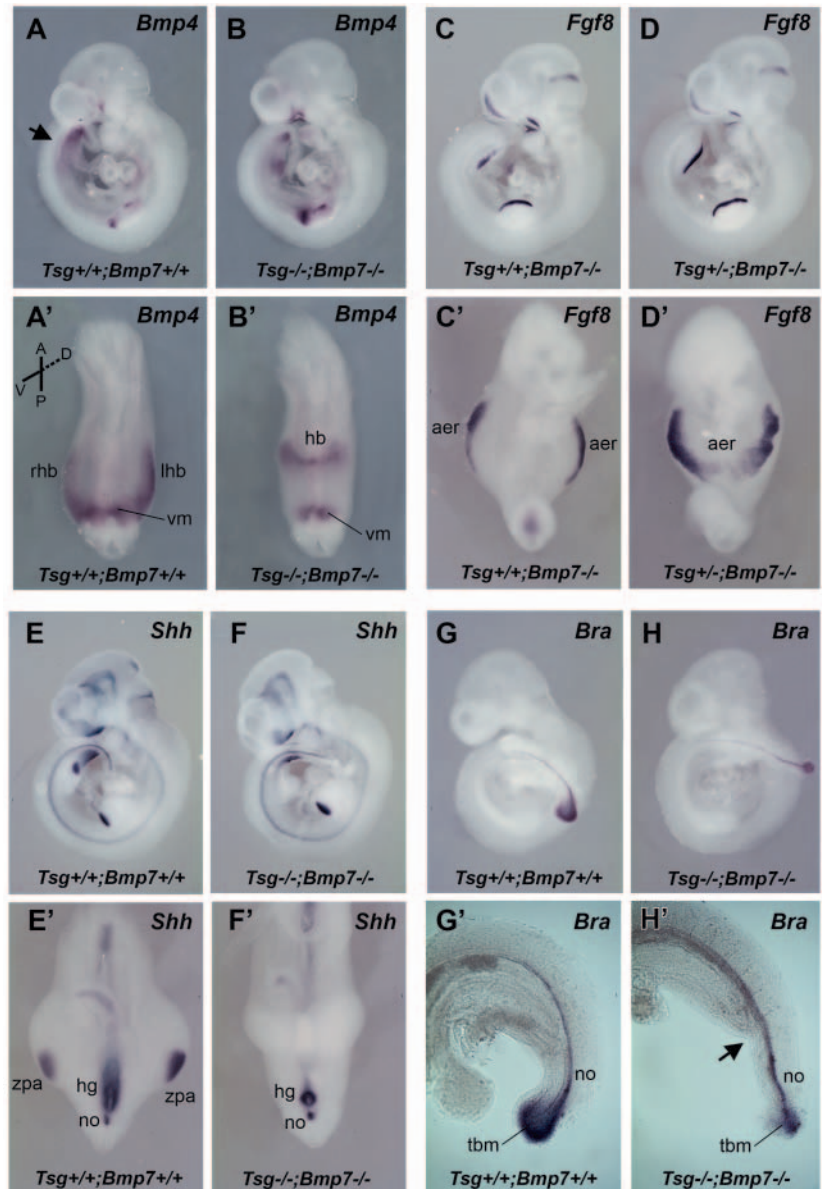 A Bmp4
Tsg+/+;Bmp7+/+
B Bmp4
Tsg-/-;Bmp7-/-
C Fgf8
Tsg+/+;Bmp7-/-
D Fgf8
Tsg+/-;Bmp7-/-
A' Bmp4
A
D
V
P
rhb
lhb
vm
Tsg+/+;Bmp7+/+
B' Bmp4
hb
vm
Tsg-/-;Bmp7-/-
C' Fgf8
aer
aer
Tsg+/+;Bmp7-/-
D' Fgf8
aer
Tsg+/-;Bmp7-/-
E Shh
Tsg+/+;Bmp7+/+
F Shh
Tsg-/-;Bmp7-/-
G Bra
Tsg+/+;Bmp7+/+
H Bra
Tsg-/-;Bmp7-/-
E' Shh
zpa
hg
zpa
no
Tsg+/+;Bmp7+/+
F' Shh
hg
no
Tsg-/-;Bmp7-/-
G' Bra
no
tbm
Tsg+/+;Bmp7+/+
H' Bra
no
tbm
Tsg-/-;Bmp7-/-